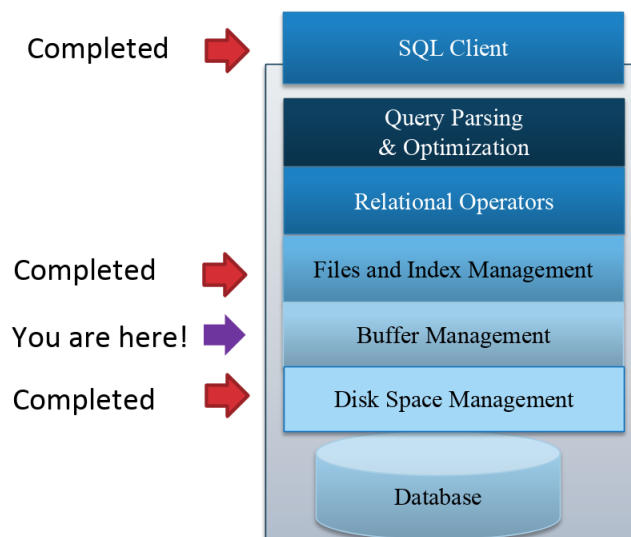 Completed
SQL Client
Query Parsing
& Optimization
Relational Operators
Completed
Files and Index Management
You are here!
Buffer Management
Completed
Disk Space Management
Database